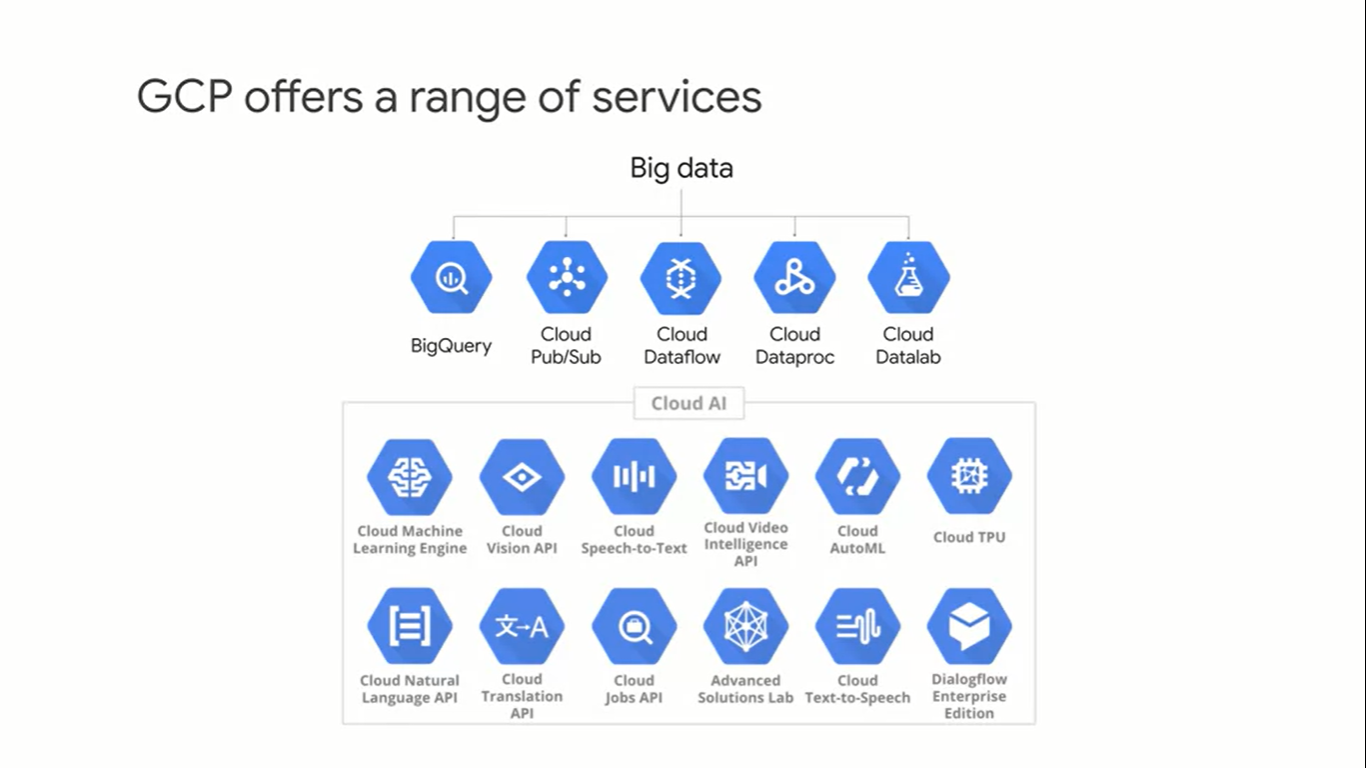 GCP offers a range of services
Big data
BigQuery
Cloud
Pub/Sub
Cloud
Dataflow
Cloud
Dataproc
Cloud
Datalab
Cloud AI
Cloud Machine
Learning Engine
Cloud
Vision API
Cloud
Speech-to-Text
Cloud Video
Intelligence
API
Cloud
AutoML
Cloud TPU
Cloud Natural
Language API
文→A
Cloud
Translation
API
Cloud
Jobs API
Advanced
Solutions Lab
Cloud
Text-to-Speech
Dialogflow
Enterprise
Edition